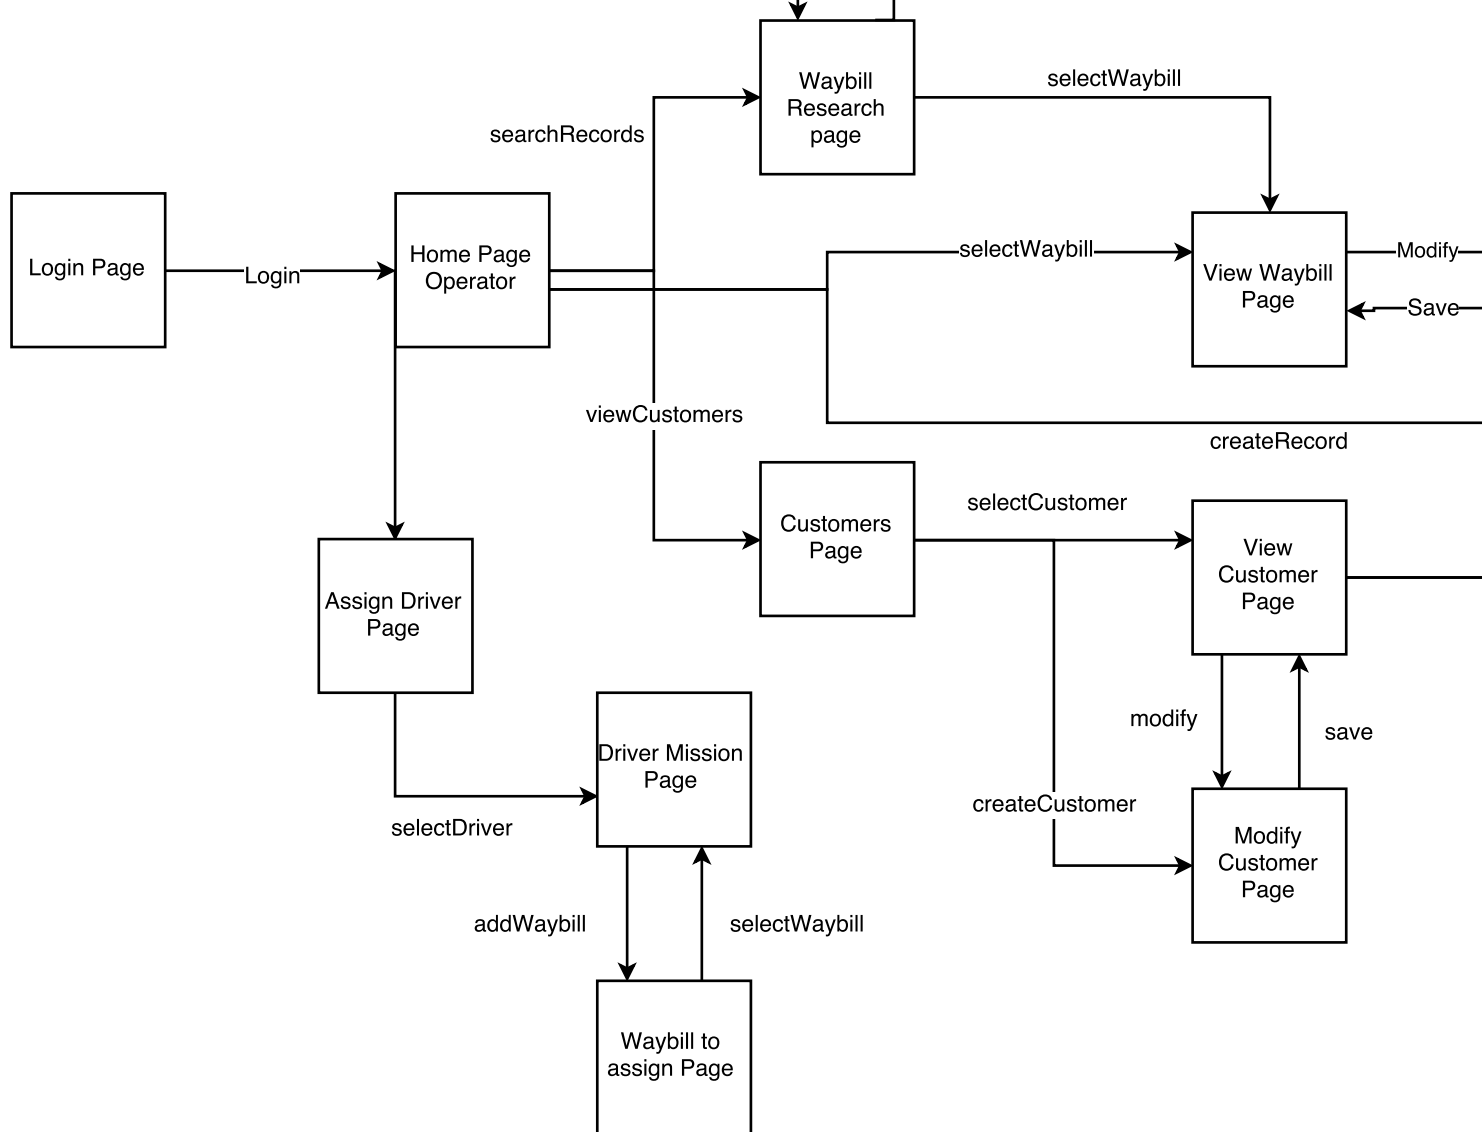 Waybill
Research
page
selectWaybill
searchRecords
Login Page
Login
Home Page
Operator
selectWaybill
View Waybill
Page
Modify
Save
viewCustomers
createRecord
Customers
Page
selectCustomer
View
Customer
Page
Assign Driver
Page
modify
save
Driver Mission
Page
selectDriver
createCustomer
Modify
Customer
Page
addWaybill
selectWaybill
Waybill to
assign Page